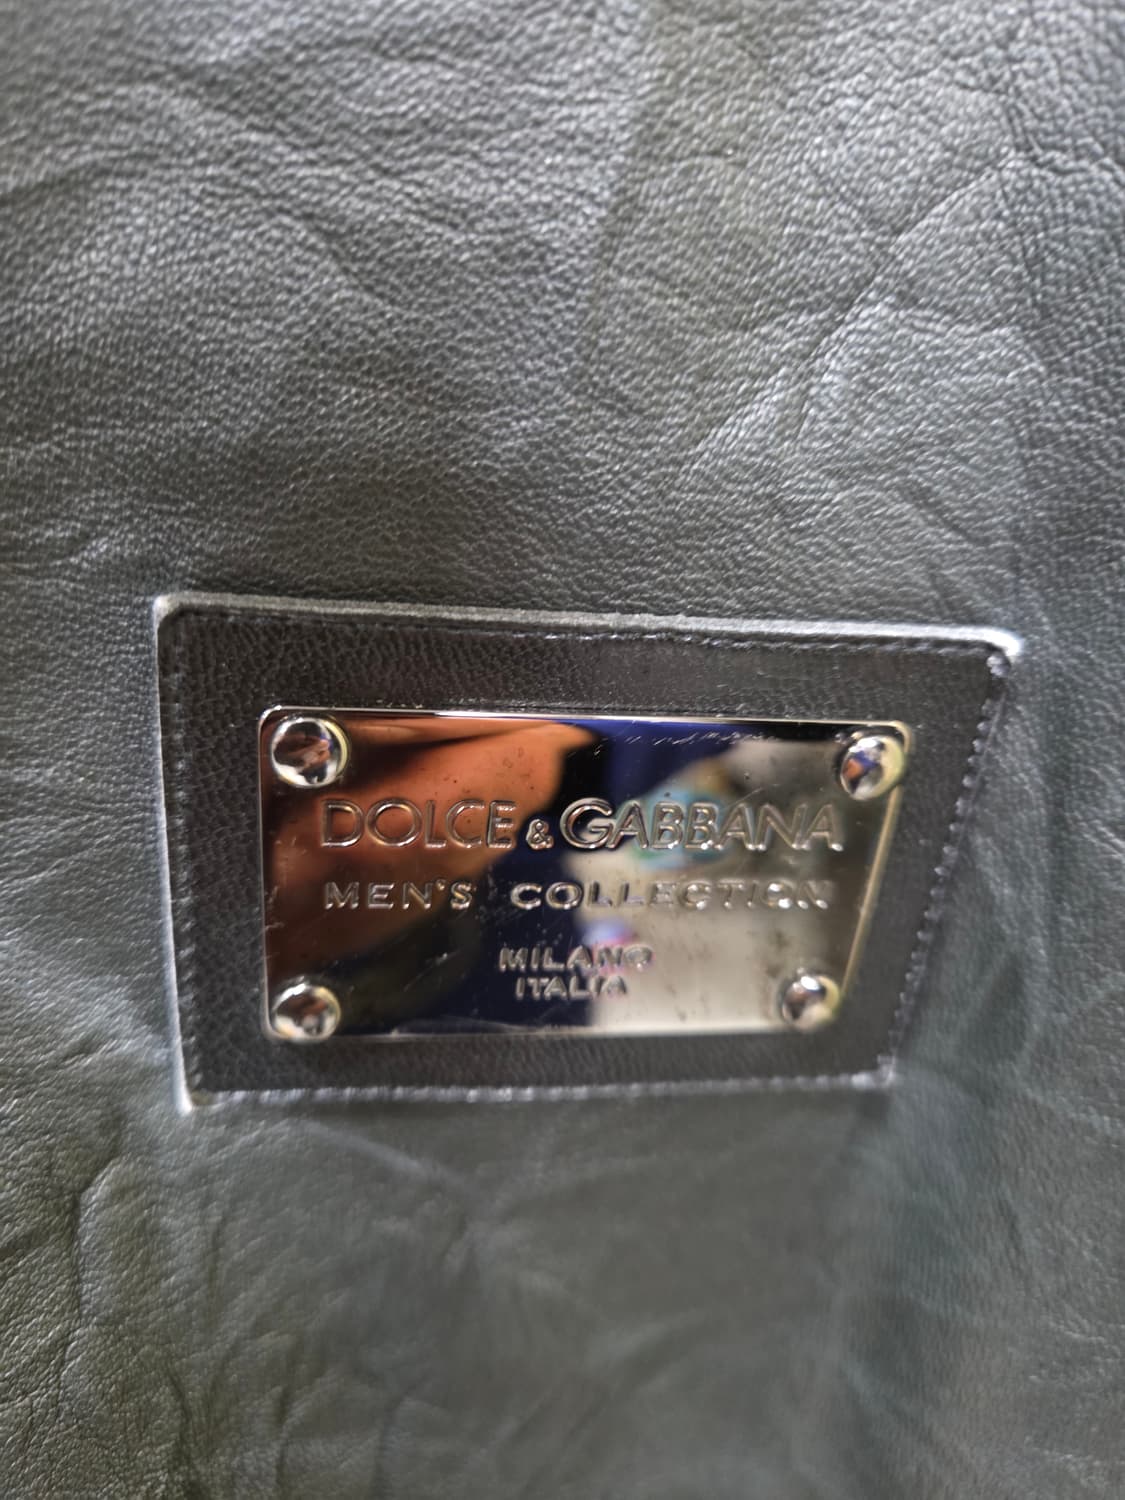 DOLCE & GABBANA
MEN'S COLLECTION
MILANO
ITALIA